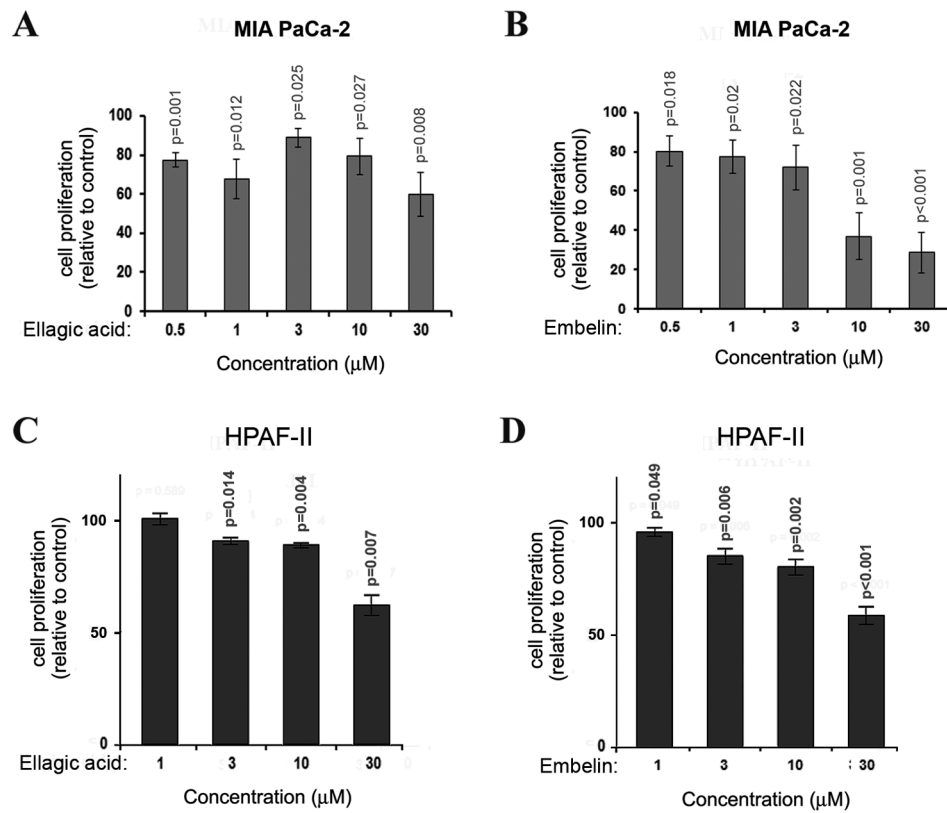 A
MIA PaCa-2
cell proliferation
(relative to control)
100
80
60
40
20
0
p=0.001
p=0.012
p=0.025
p=0.027
p=0.008
Ellagic acid:
0.5
1
3
10
30
Concentration (μM)
B
MIA PaCa-2
cell proliferation
(relative to control)
100
80
60
40
20
0
p=0.018
p=0.02
p=0.022
p=0.001
p<0.001
Embelin:
0.5
1
3
10
30
Concentration (μM)
C
HPAF-II
cell proliferation
(relative to control)
100
50
0
p = 0.589
p=0.014
p=0.004
p=0.007
Ellagic acid:
1
3
10
30
Concentration (μM)
D
HPAF-II
cell proliferation
(relative to control)
100
50
0
p=0.049
p=0.006
p=0.002
p<0.001
Embelin:
1
3
10
30
Concentration (μM)